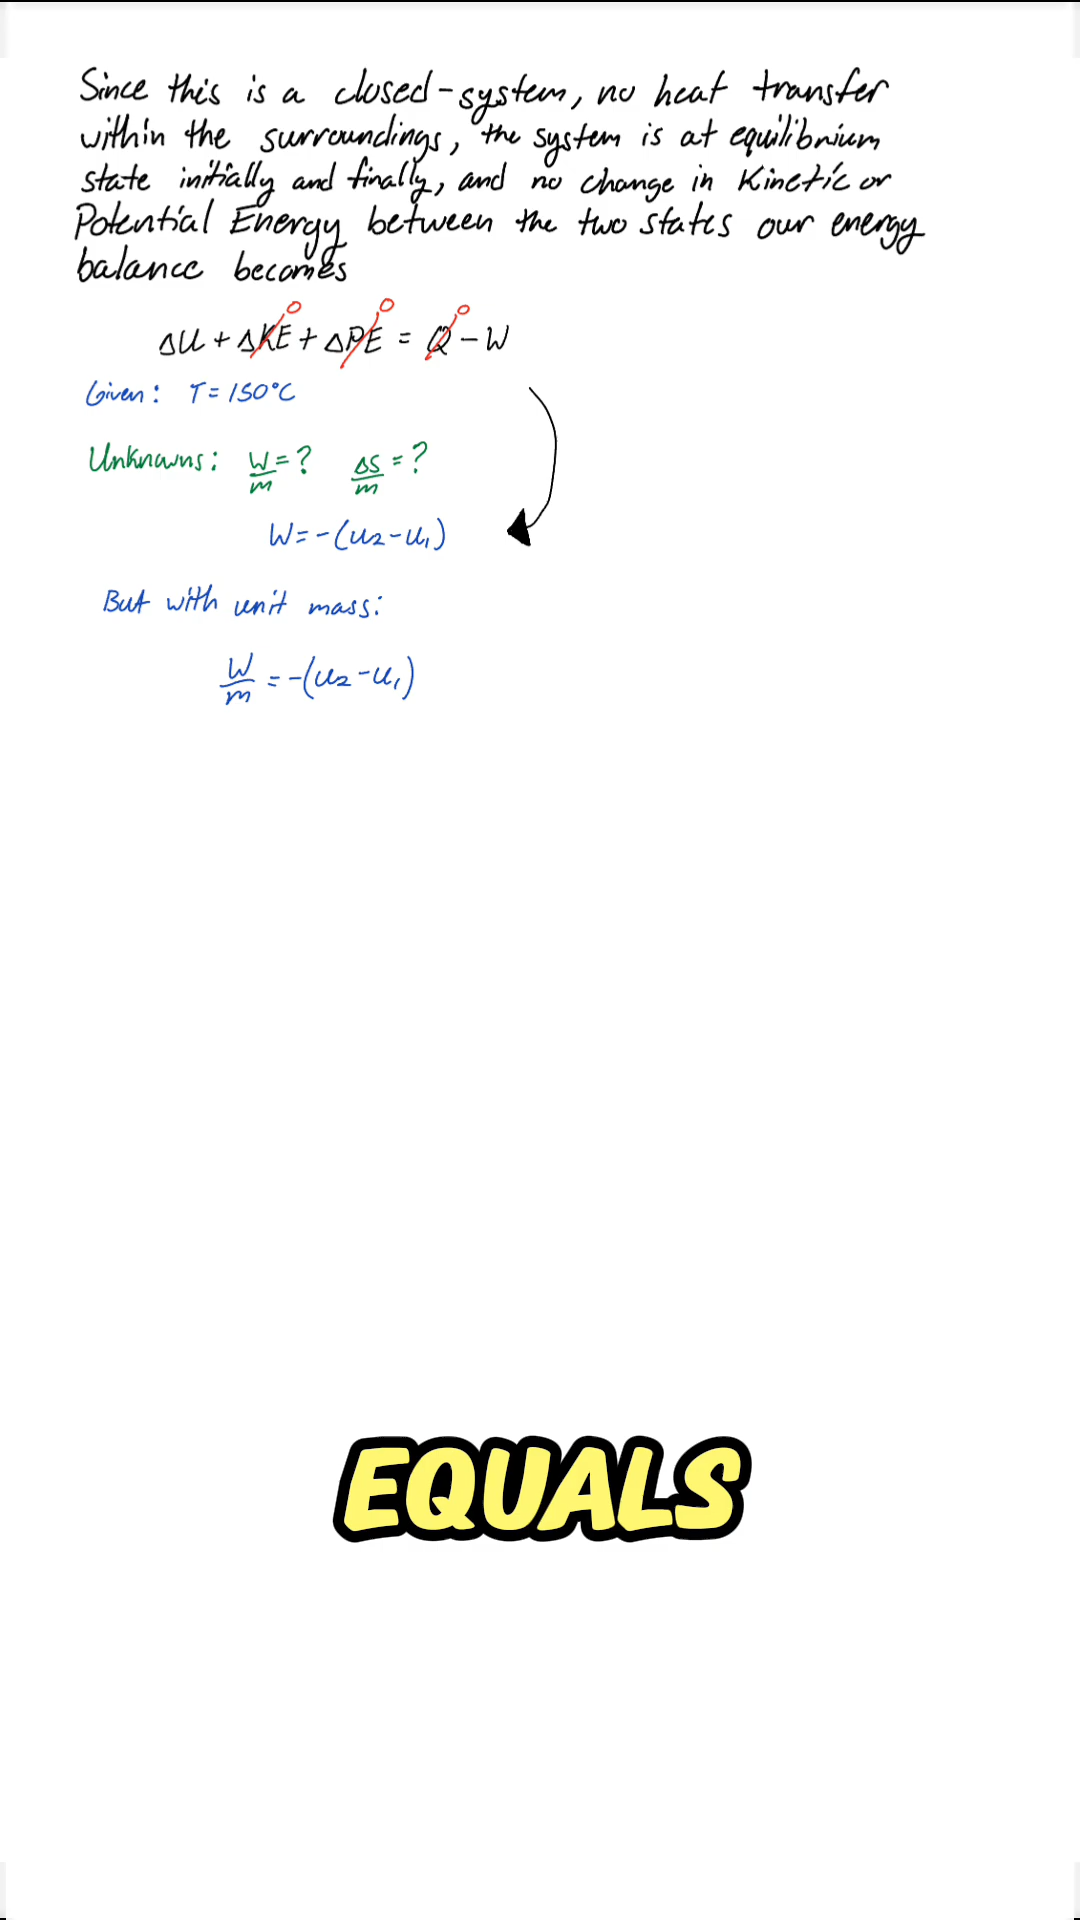 Since this is a closed-system, no heat transfer
within the surroundings, the system is at equilibrium
state initially and finally, and no change in Kinetic or
Potential Energy between the two states our energy
balance becomes
ΔU + ΔKE + ΔPE = Q - W
0 0 0
Given: T = 150°C
Unknowns: W/m = ? ΔS/m = ?
W = -(U2 - U1)
But with unit mass:
W/m = -(u2 - u1)
EQUALS